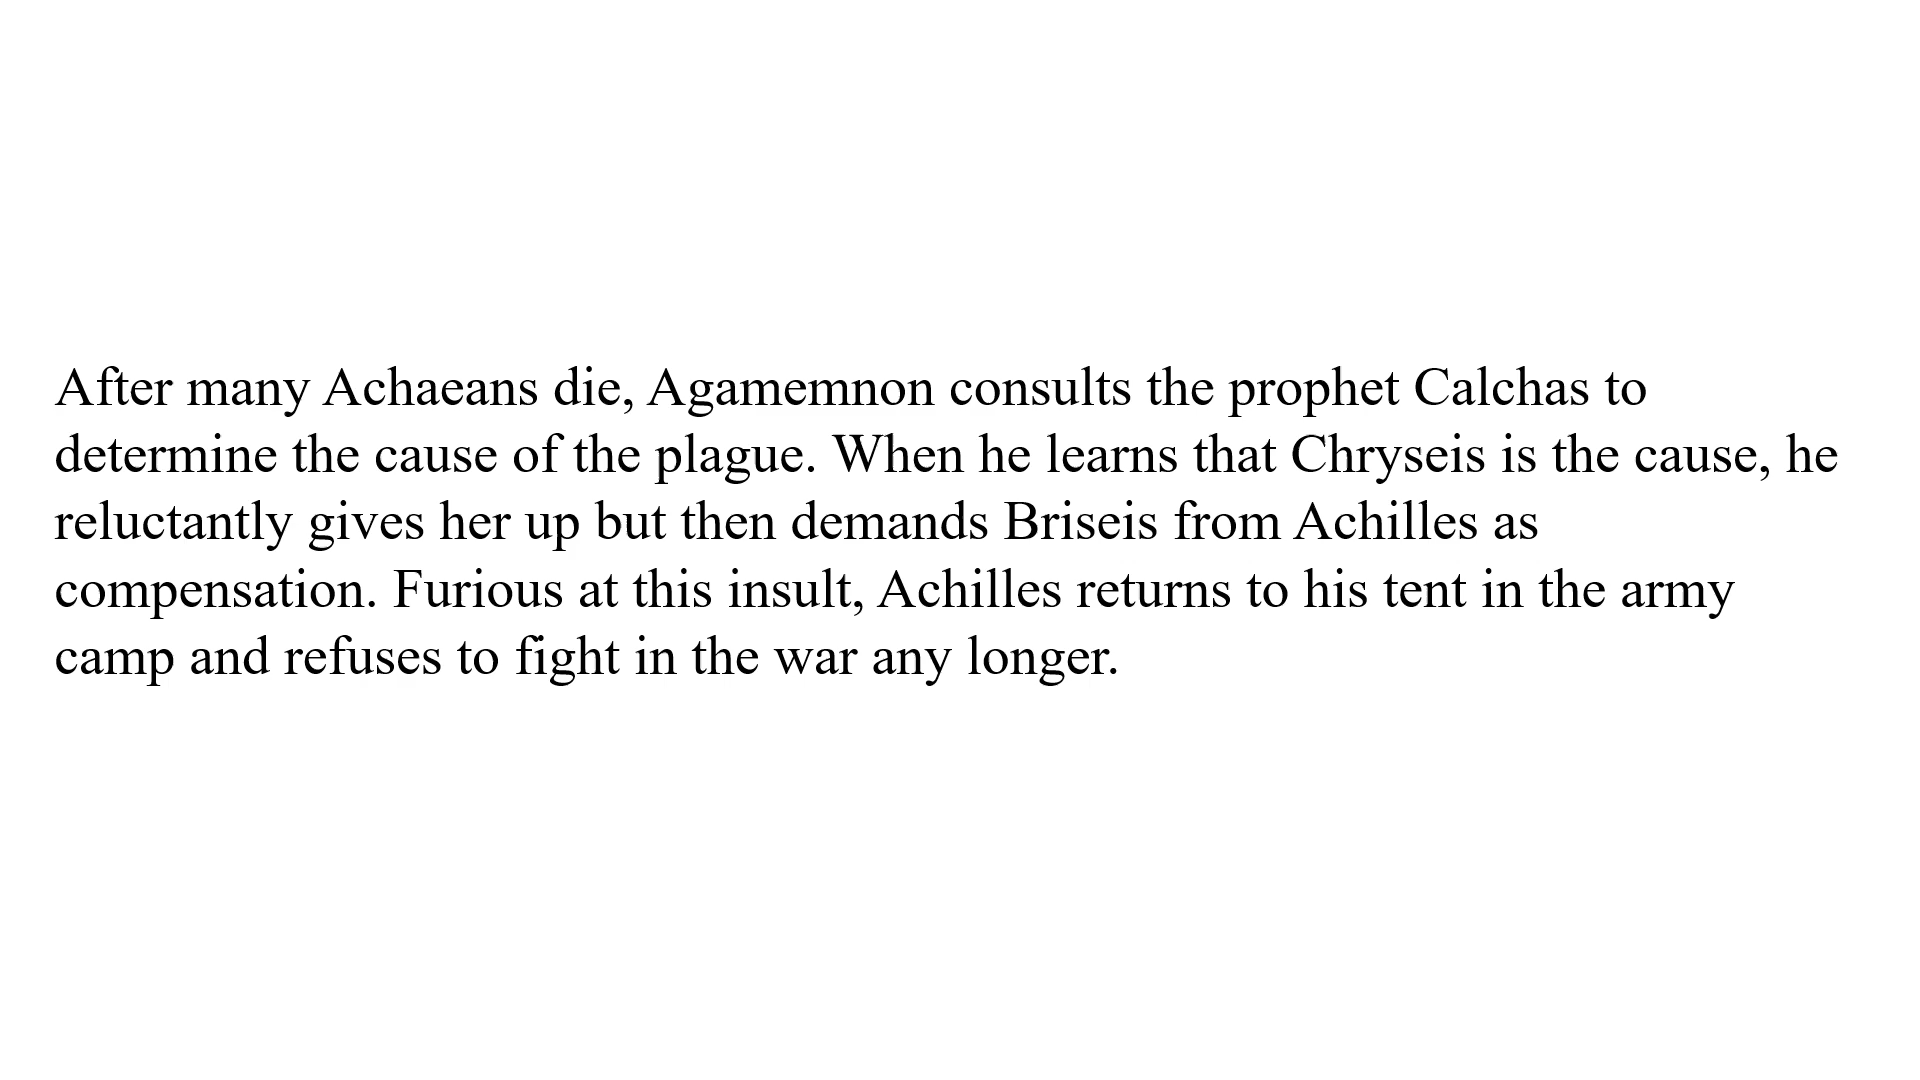 After many Achaeans die, Agamemnon consults the prophet Calchas to
determine the cause of the plague. When he learns that Chryseis is the cause, he
reluctantly gives her up but then demands Briseis from Achilles as
compensation. Furious at this insult, Achilles returns to his tent in the army
camp and refuses to fight in the war any longer.